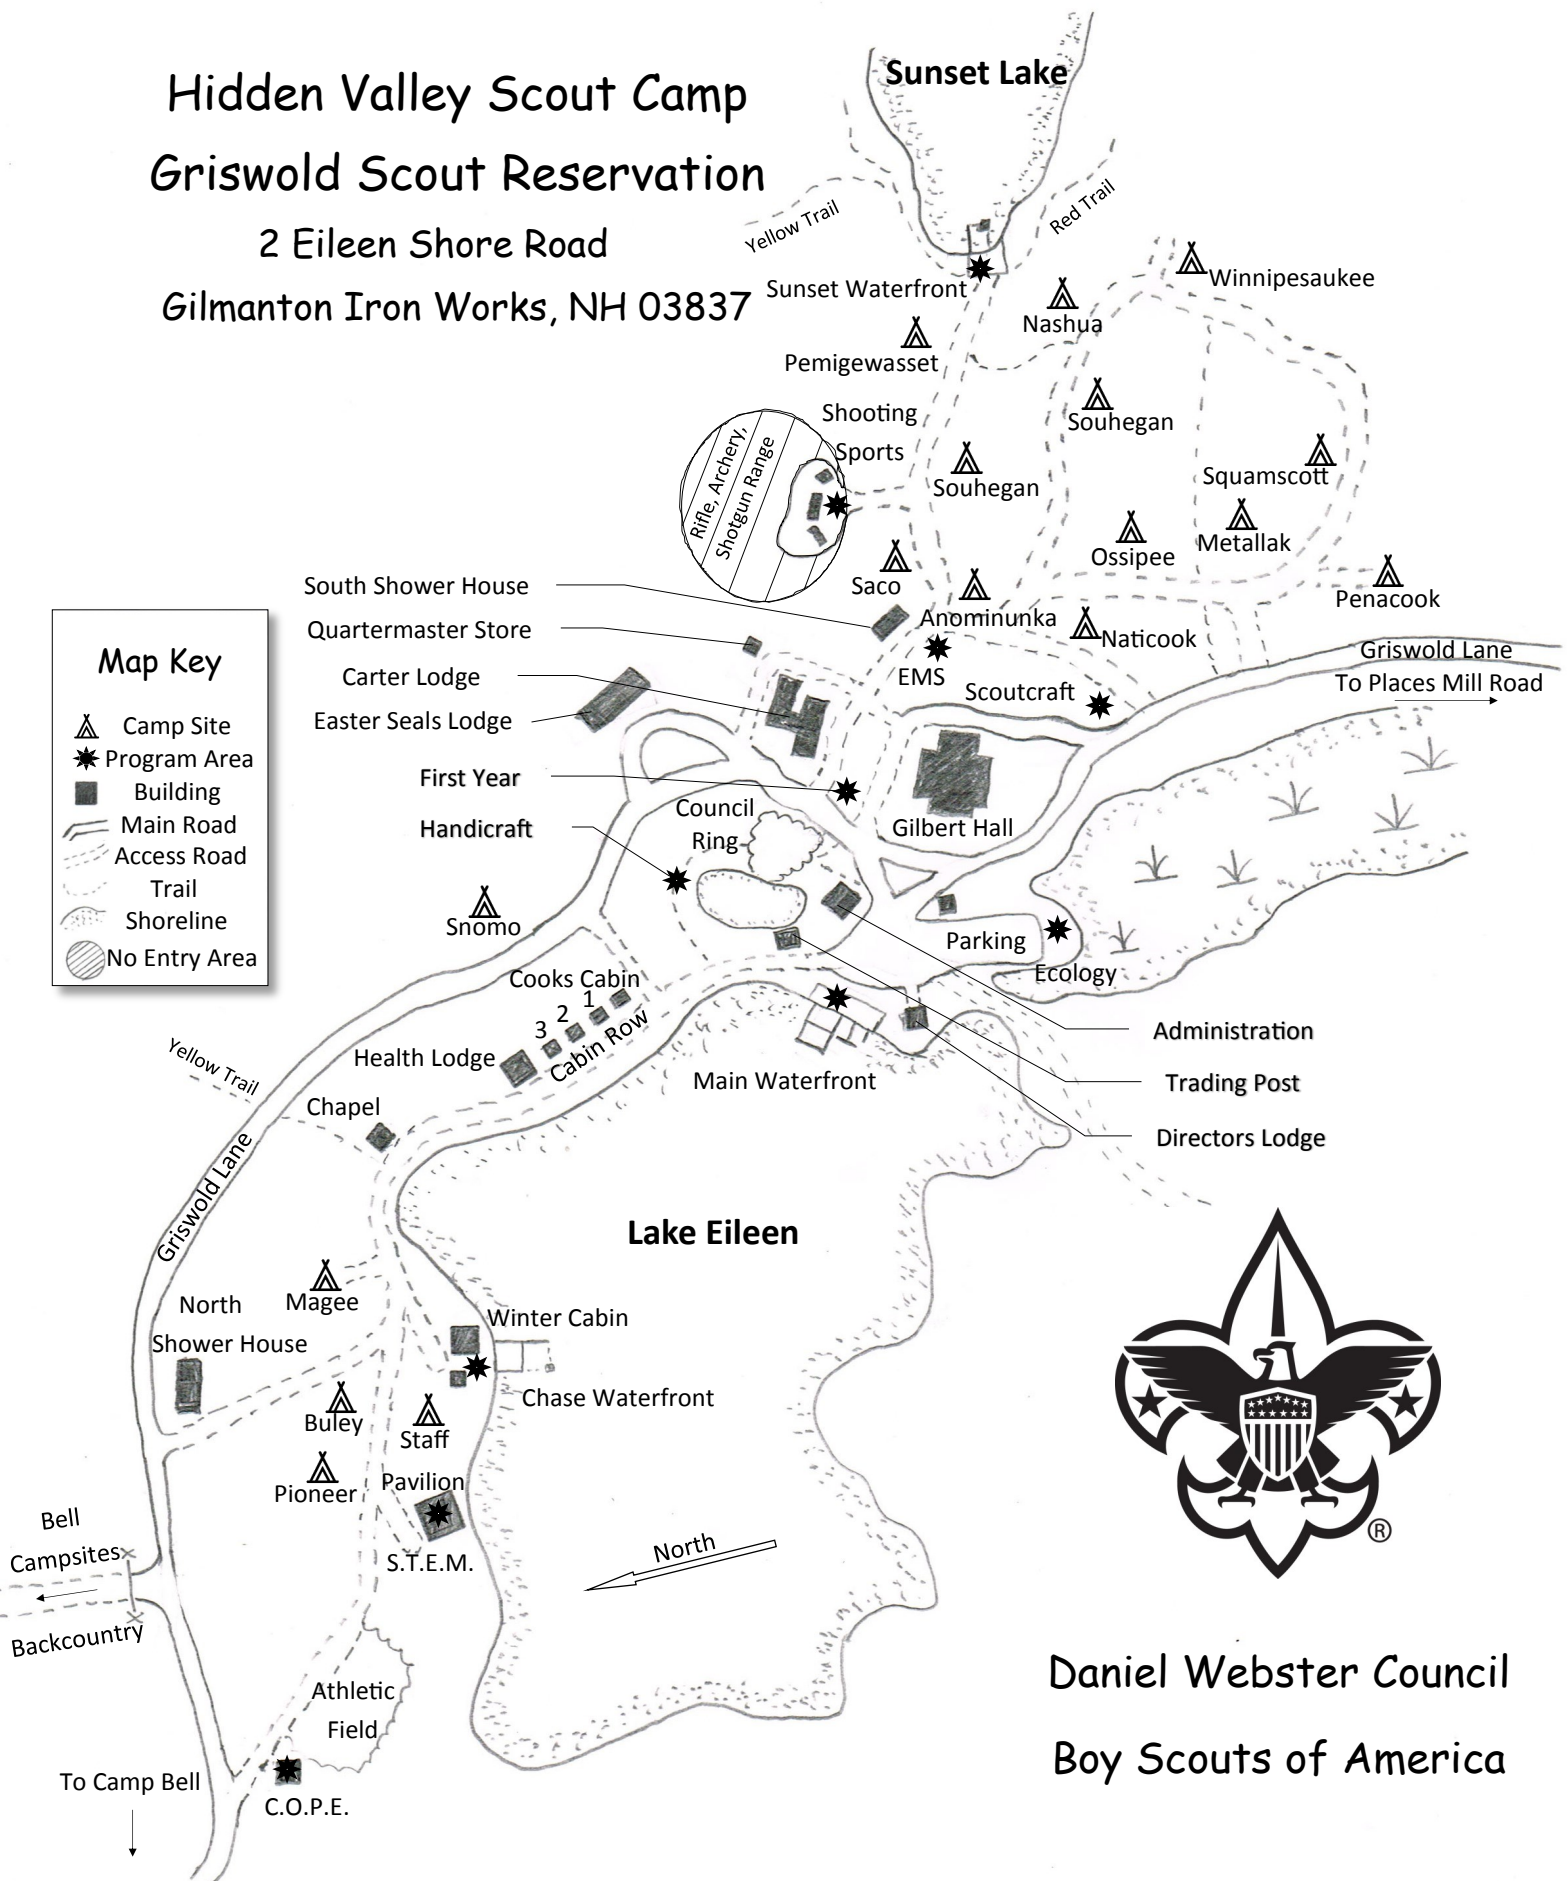 Hidden Valley Scout Camp
Griswold Scout Reservation
2 Eileen Shore Road
Gilmanton Iron Works, NH 03837
Sunset Lake
Yellow Trail
Red Trail
Sunset Waterfront
Winnipesaukee
Nashua
Pemigewasset
Shooting
Sports
Rifle, Archery,
Shotgun Range
Souhegan
Souhegan
Squamscott
Metallak
Ossipee
Saco
Anominunka
Naticook
Penacook
South Shower House
Quartermaster Store
Carter Lodge
Easter Seals Lodge
First Year
Handicraft
EMS
Scoutcraft
Griswold Lane
To Places Mill Road
Map Key
Camp Site
Program Area
Building
Main Road
Access Road
Trail
Shoreline
No Entry Area
Council
Ring
Gilbert Hall
Snomo
Parking
Ecology
Cooks Cabin
1
2
3
Cabin Row
Health Lodge
Main Waterfront
Administration
Trading Post
Directors Lodge
Yellow Trail
Chapel
Griswold Lane
Lake Eileen
Magee
North
Shower House
Winter Cabin
Chase Waterfront
Buley
Staff
Pioneer
Pavilion
S.T.E.M.
North
Bell
Campsites
Backcountry
Athletic
Field
To Camp Bell
C.O.P.E.
®
Daniel Webster Council
Boy Scouts of America